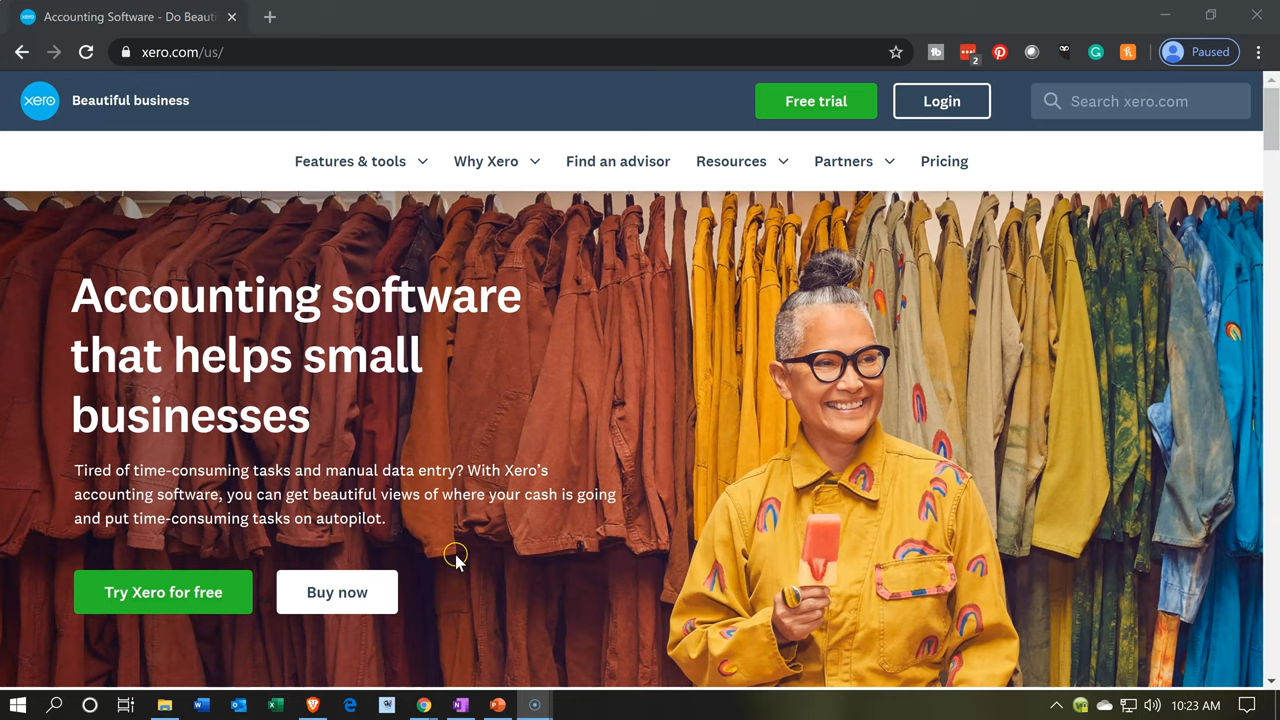 Accounting Software - Do Beauti
xero.com/us/
2
Paused
xero
Beautiful business
Free trial
Login
Search xero.com
Features & tools
Why Xero
Find an advisor
Resources
Partners
Pricing
Accounting software
that helps small
businesses
Tired of time-consuming tasks and manual data entry? With Xero's
accounting software, you can get beautiful views of where your cash is going
and put time-consuming tasks on autopilot.
Try Xero for free
Buy now
10:23 AM